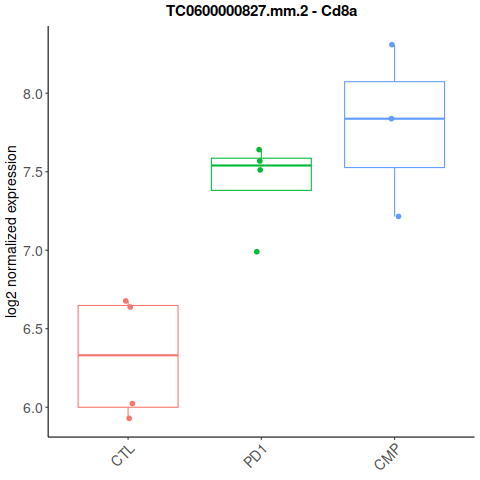 TC0600000827.mm.2 - Cd8a
log2 normalized expression
8.0
7.5
7.0
6.5
6.0
CTL
PD1
CMP